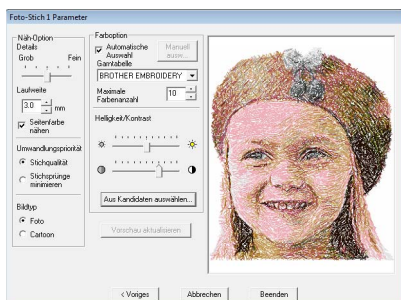 Foto-Stich 1 Parameter
Näh-Option
Details
Grob Fein
Laufweite
3.0 mm
Seitenfarbe
nähen
Umwandlungspriorität
Stichqualität
Stichsprünge
minimieren
Bildtyp
Foto
Cartoon
Farboption
Automatische
Auswahl
Manuell
ausw...
Garntabelle
BROTHER EMBROIDERY
Maximale
Farbenanzahl
10
Helligkeit/Kontrast
Aus Kandidaten auswählen...
Vorschau aktualisieren
< Voriges Abbrechen Beenden